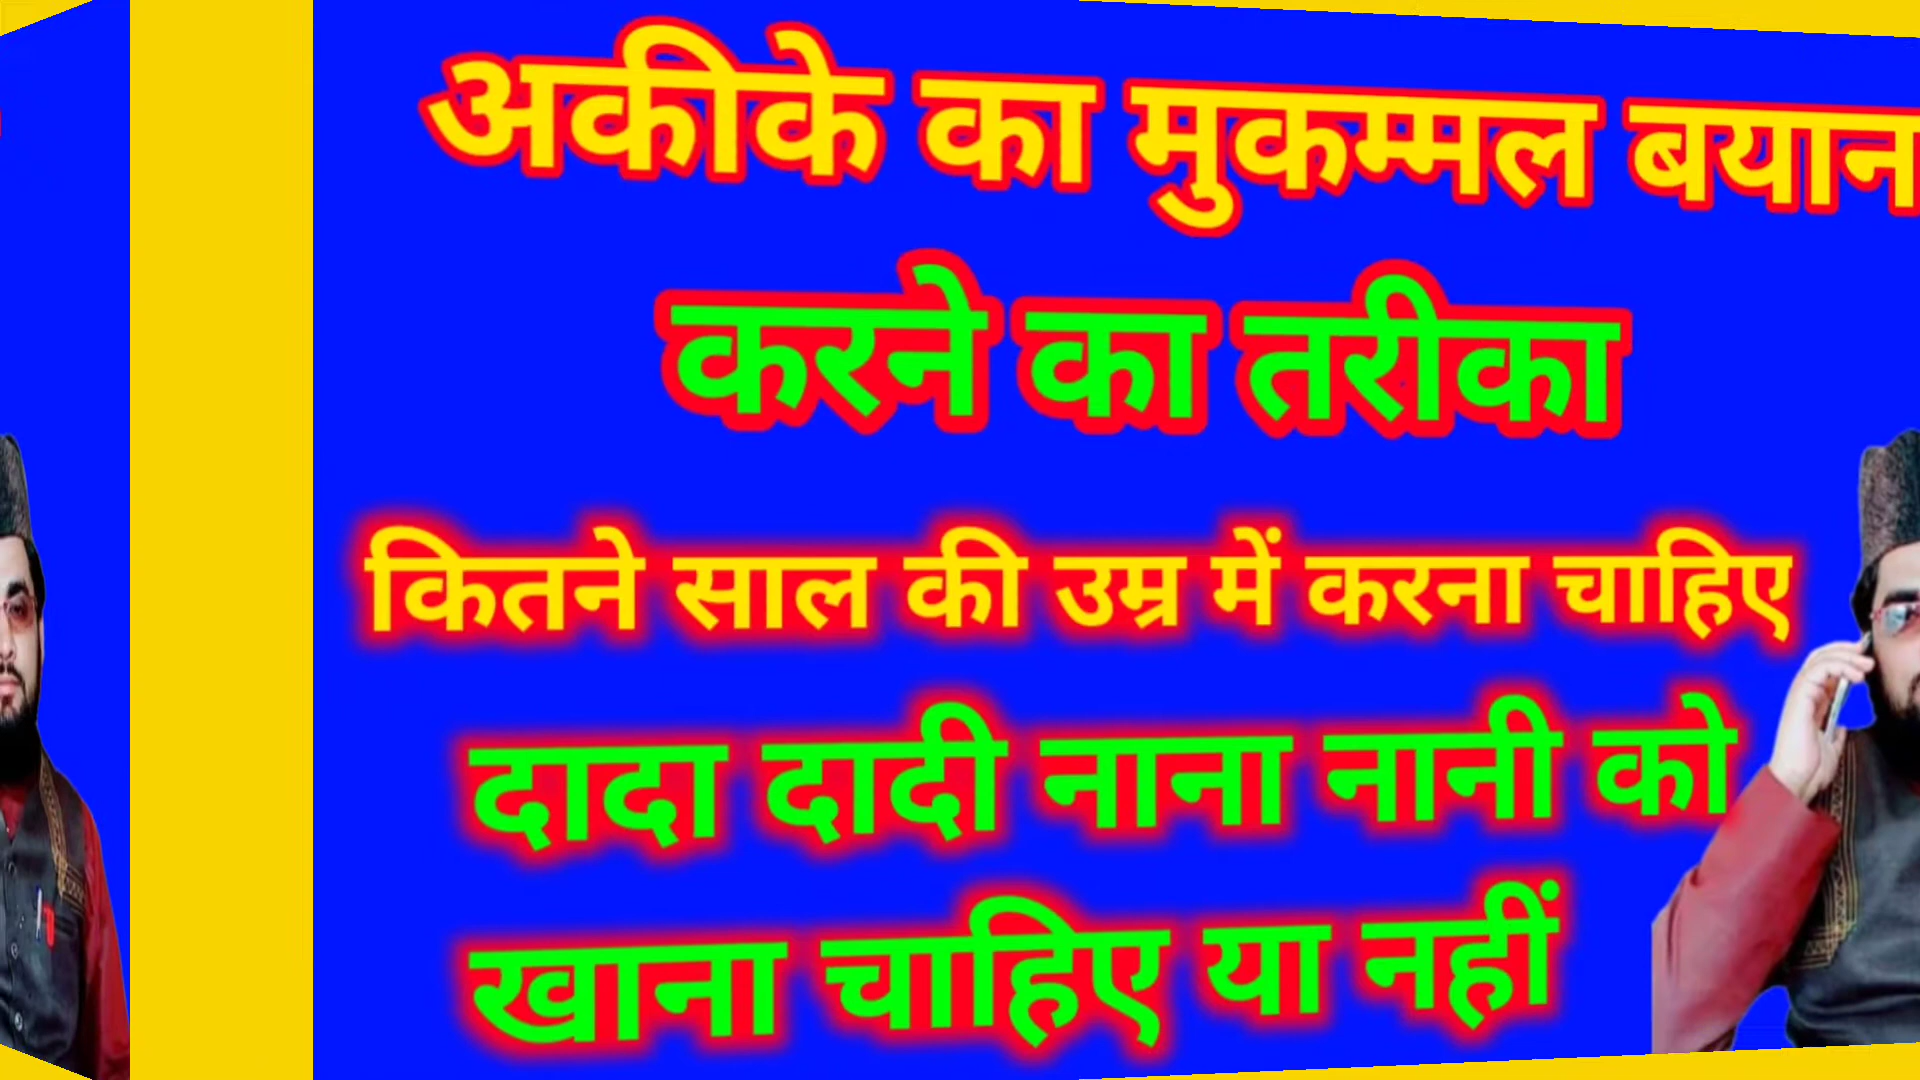 अकीके का मुकम्मल बयान
करने का तरीका
कितने साल की उम्र में करना चाहिए
दादा दादी नाना नानी को
खाना चाहिए या नहीं